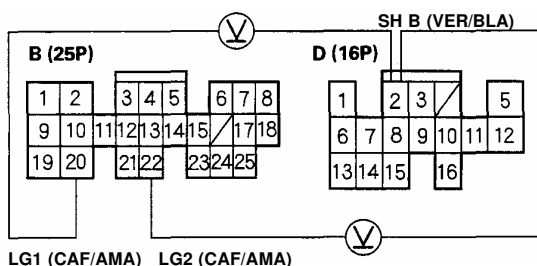 SH B (VER/BLA)
V
B (25P)
D (16P)
1 2 3 4 5 6 7 8
9 10 11 12 13 14 15 17 18
19 20 21 22 23 24 25
1 2 3 5
6 7 8 9 10 11 12
13 14 15 16
V
LG1 (CAF/AMA) LG2 (CAF/AMA)